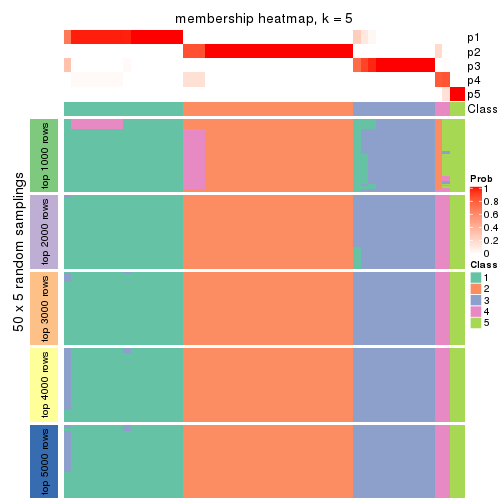 membership heatmap, k = 5
p1
p2
p3
p4
p5
Class
50 x 5 random samplings
top 1000 rows
top 2000 rows
top 3000 rows
top 4000 rows
top 5000 rows
Prob
1
0.8
0.6
0.4
0.2
0
Class
1
2
3
4
5